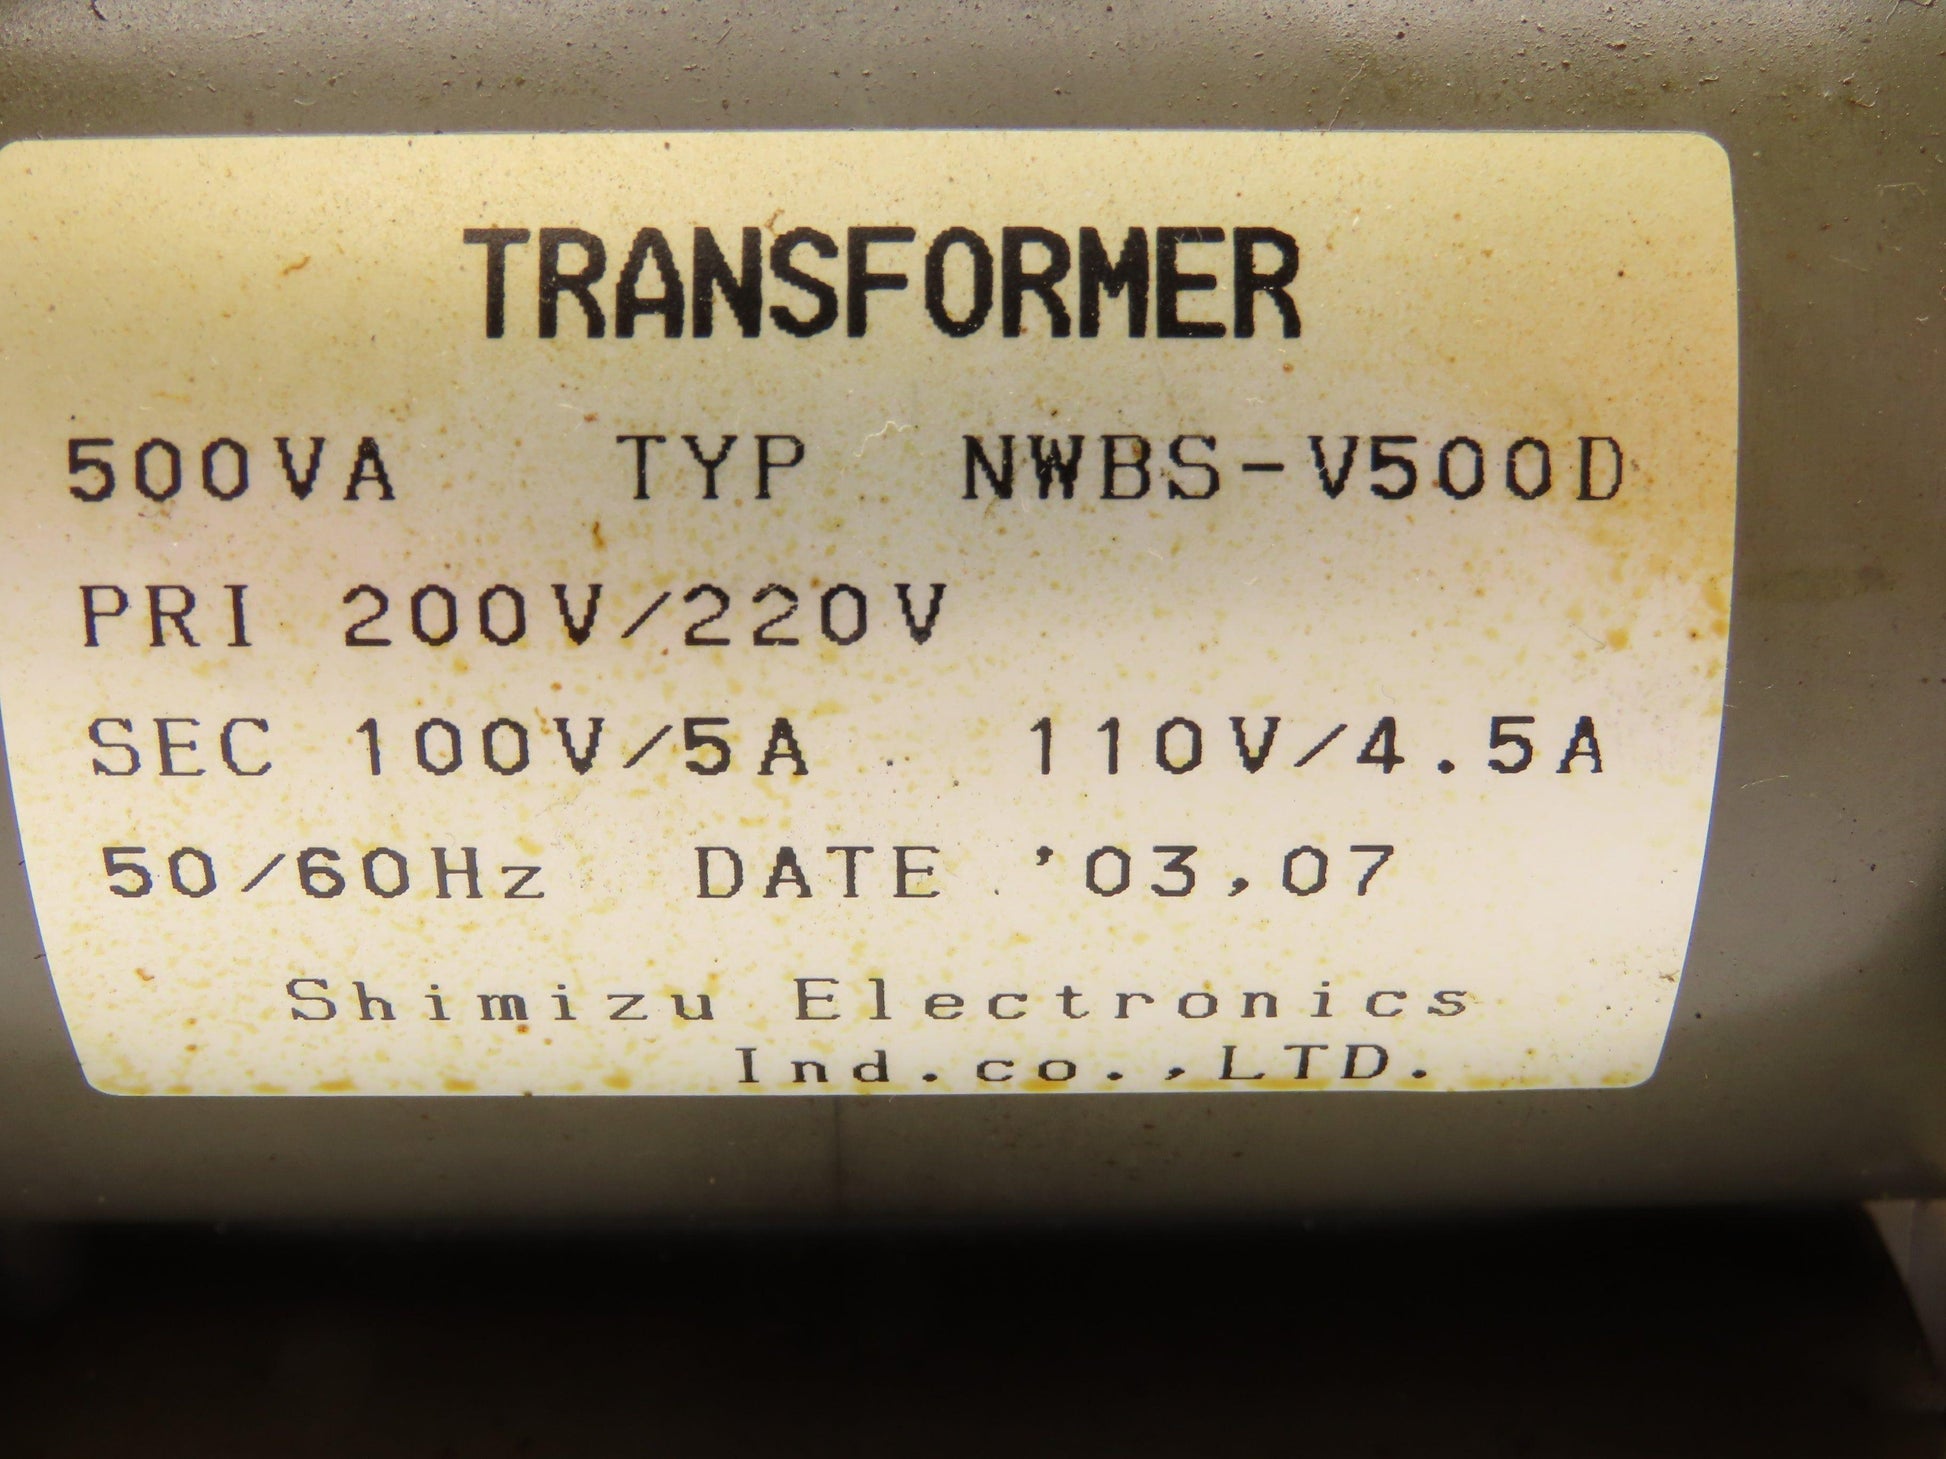 TRANSFORMER
500VA TYP NWBS-V500D
PRI 200V/220V
SEC 100V/5A 110V/4.5A
50/60Hz DATE '03,07
Shimizu Electronics
Ind.co.,LTD.